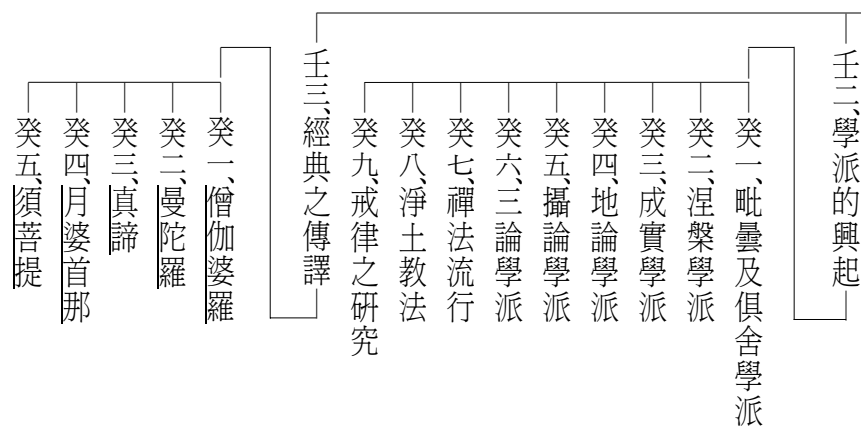 壬二、學派的興起
癸一、毗曇及俱舍學派
癸二、涅槃學派
癸三、成實學派
癸四、地論學派
癸五、攝論學派
癸六、三論學派
癸七、禪法流行
癸八、淨土教法
癸九、戒律之研究
壬三、經典之傳譯
癸一、僧伽婆羅
癸二、曼陀羅
癸三、真諦
癸四、月婆首那
癸五、須菩提